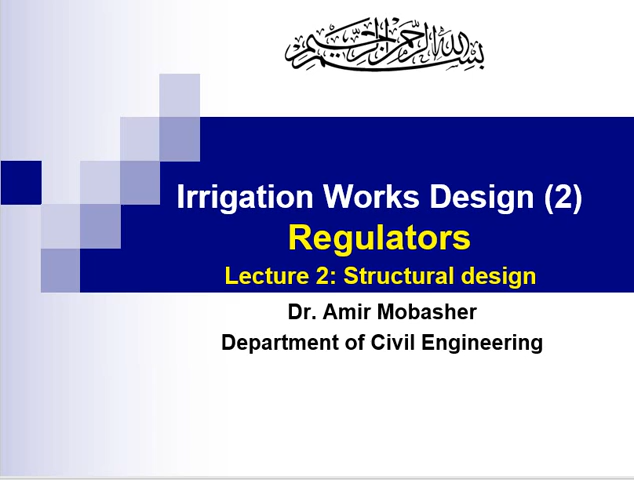 بسم الله الرحمن الرحيم
Irrigation Works Design (2)
Regulators
Lecture 2: Structural design
Dr. Amir Mobasher
Department of Civil Engineering